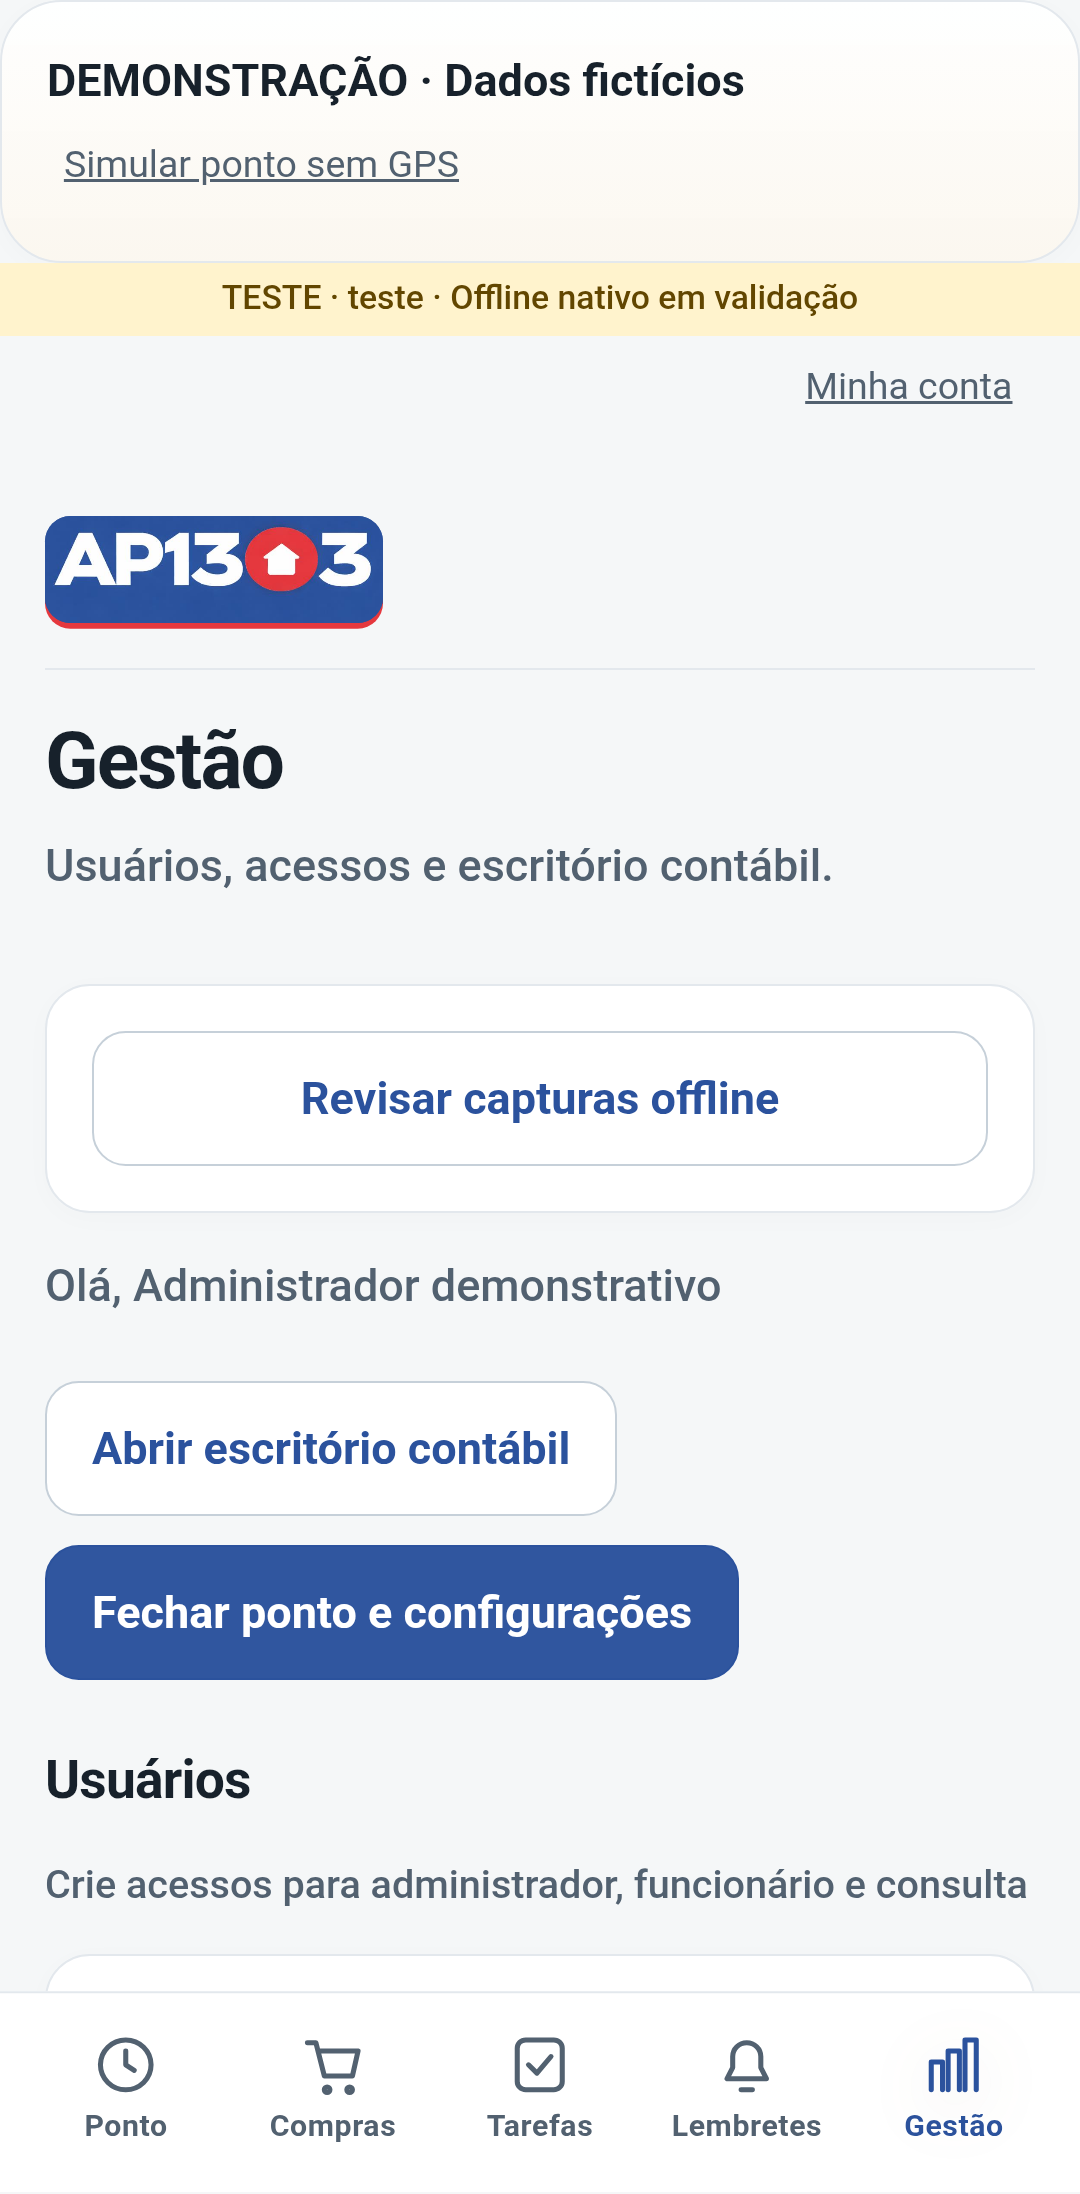 DEMONSTRAÇÃO · Dados fictícios
Simular ponto sem GPS
TESTE · teste · Offline nativo em validação
Minha conta
AP1303
Gestão
Usuários, acessos e escritório contábil.
Revisar capturas offline
Olá, Administrador demonstrativo
Abrir escritório contábil
Fechar ponto e configurações
Usuários
Crie acessos para administrador, funcionário e consulta
Ponto
Compras
Tarefas
Lembretes
Gestão